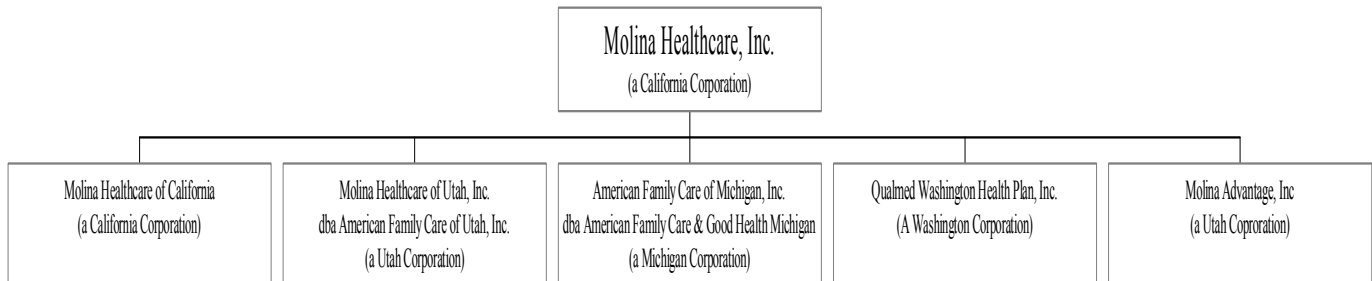 Molina Healthcare, Inc.
(a California Corporation)
Molina Healthcare of California
(a California Corporation)
Molina Healthcare of Utah, Inc.
dba American Family Care of Utah, Inc.
(a Utah Corporation)
American Family Care of Michigan, Inc.
dba American Family Care & Good Health Michigan
(a Michigan Corporation)
Qualmed Washington Health Plan, Inc.
(A Washington Corporation)
Molina Advantage, Inc
(a Utah Coproration)